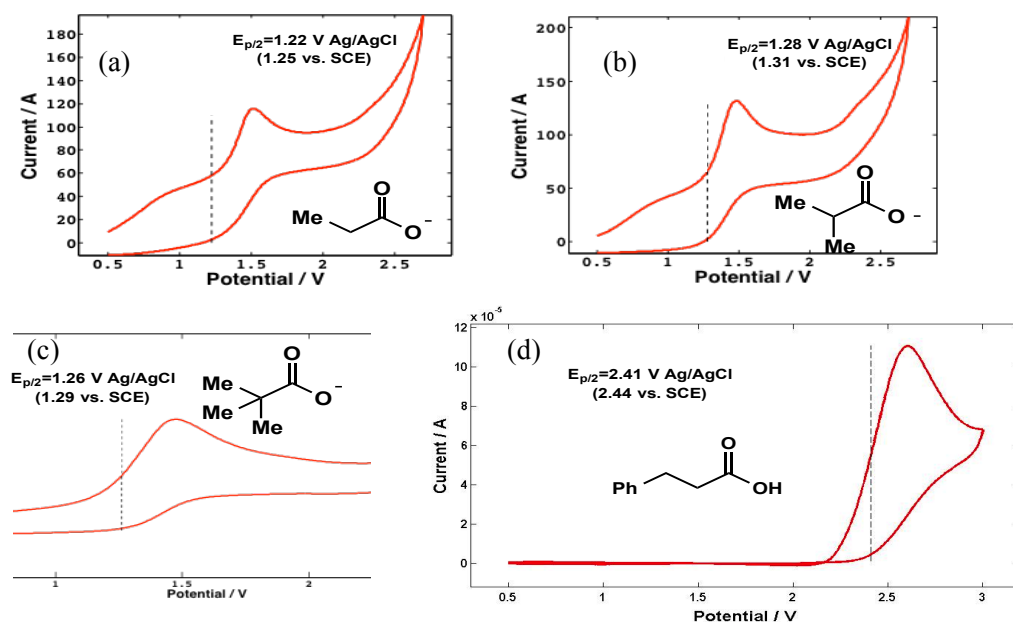 (a)
E_p/2=1.22 V Ag/AgCl
(1.25 vs. SCE)
Current / A
180
160
140
120
100
80
60
40
20
0
0.5 1 1.5 2 2.5
Potential / V
Me
O
O
-
(b)
E_p/2=1.28 V Ag/AgCl
(1.31 vs. SCE)
Current / A
200
150
100
50
0
0.5 1 1.5 2 2.5
Potential / V
Me
Me
O
O
-
(c)
E_p/2=1.26 V Ag/AgCl
(1.29 vs. SCE)
Me
Me
Me
O
O
-
1 1.5 2
Potential / V
(d)
x 10^-5
E_p/2=2.41 V Ag/AgCl
(2.44 vs. SCE)
Current / A
12
10
8
6
4
2
0
0.5 1 1.5 2 2.5 3
Potential / V
Ph
O
OH